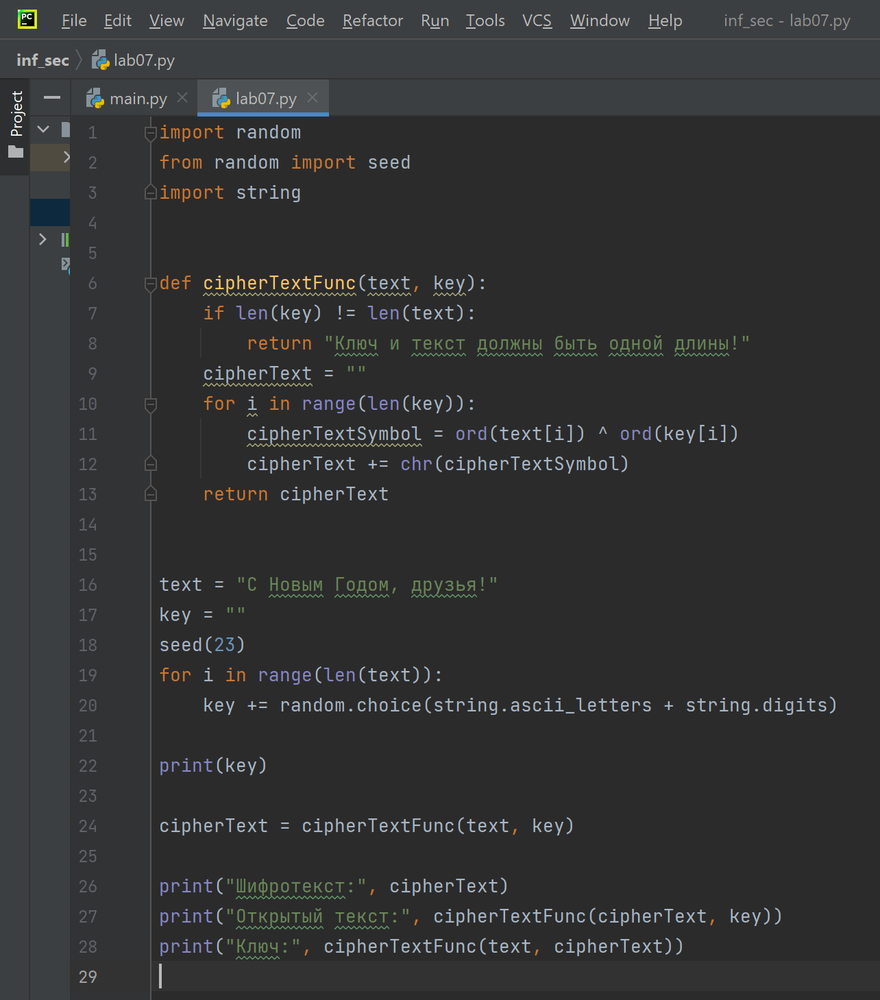 PC
File Edit View Navigate Code Refactor Run Tools VCS Window Help inf_sec - lab07.py
inf_sec lab07.py
Project
main.py lab07.py
1 import random
2 from random import seed
3 import string
4
5
6 def cipherTextFunc(text, key):
7 if len(key) != len(text):
8 return "Ключ и текст должны быть одной длины!"
9 cipherText = ""
10 for i in range(len(key)):
11 cipherTextSymbol = ord(text[i]) ^ ord(key[i])
12 cipherText += chr(cipherTextSymbol)
13 return cipherText
14
15
16 text = "С Новым Годом, друзья!"
17 key = ""
18 seed(23)
19 for i in range(len(text)):
20 key += random.choice(string.ascii_letters + string.digits)
21
22 print(key)
23
24 cipherText = cipherTextFunc(text, key)
25
26 print("Шифротекст:", cipherText)
27 print("Открытый текст:", cipherTextFunc(cipherText, key))
28 print("Ключ:", cipherTextFunc(text, cipherText))
29